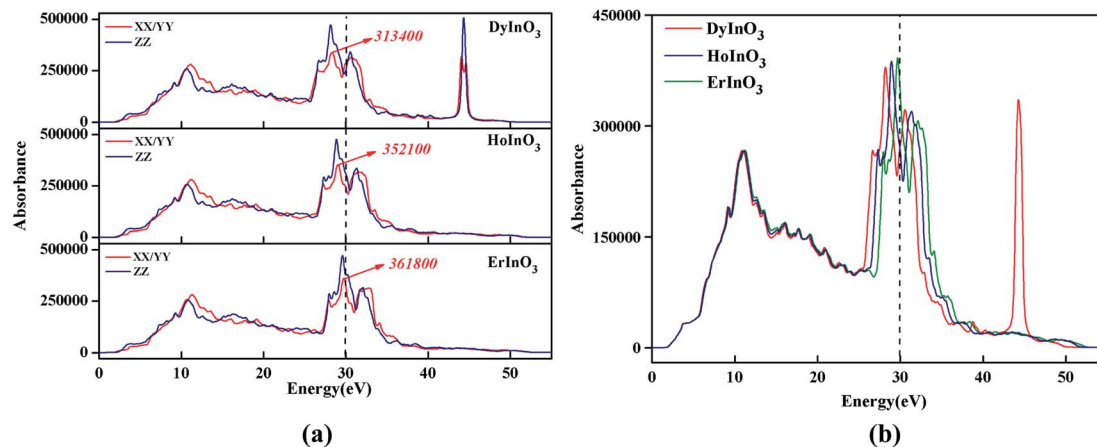 XX/YY
ZZ
DyInO3
313400
500000
250000
0
XX/YY
ZZ
HoInO3
352100
500000
250000
0
XX/YY
ZZ
ErInO3
361800
500000
250000
0
0 10 20 30 40 50
Absorbance
Energy(eV)
(a)
DyInO3
HoInO3
ErInO3
450000
300000
150000
0
0 10 20 30 40 50
Absorbance
Energy(eV)
(b)